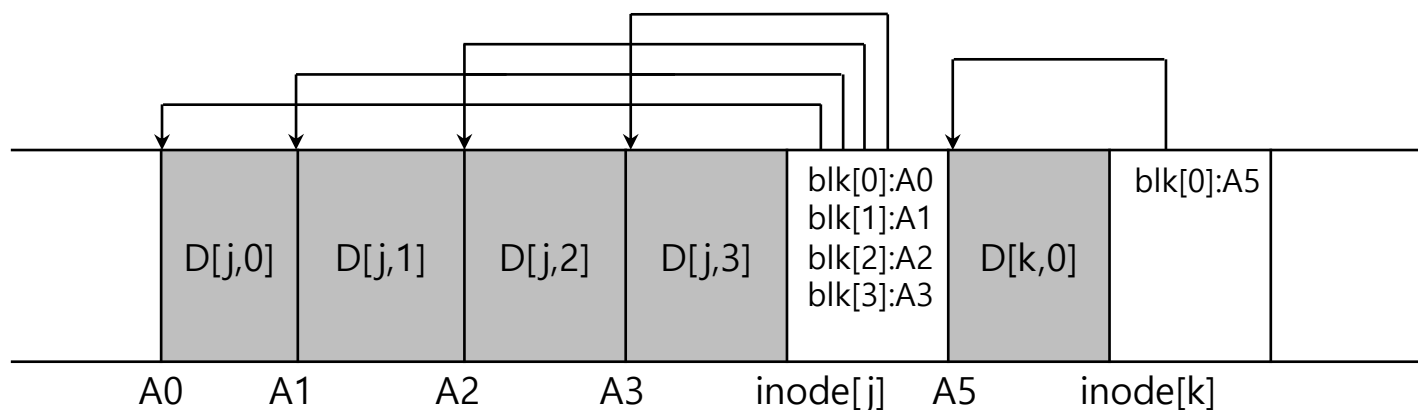 blk[0]:A0
blk[1]:A1
blk[2]:A2
blk[3]:A3
blk[0]:A5
D[j,0] D[j,1] D[j,2] D[j,3] D[k,0]
A0 A1 A2 A3 inode[j] A5 inode[k]